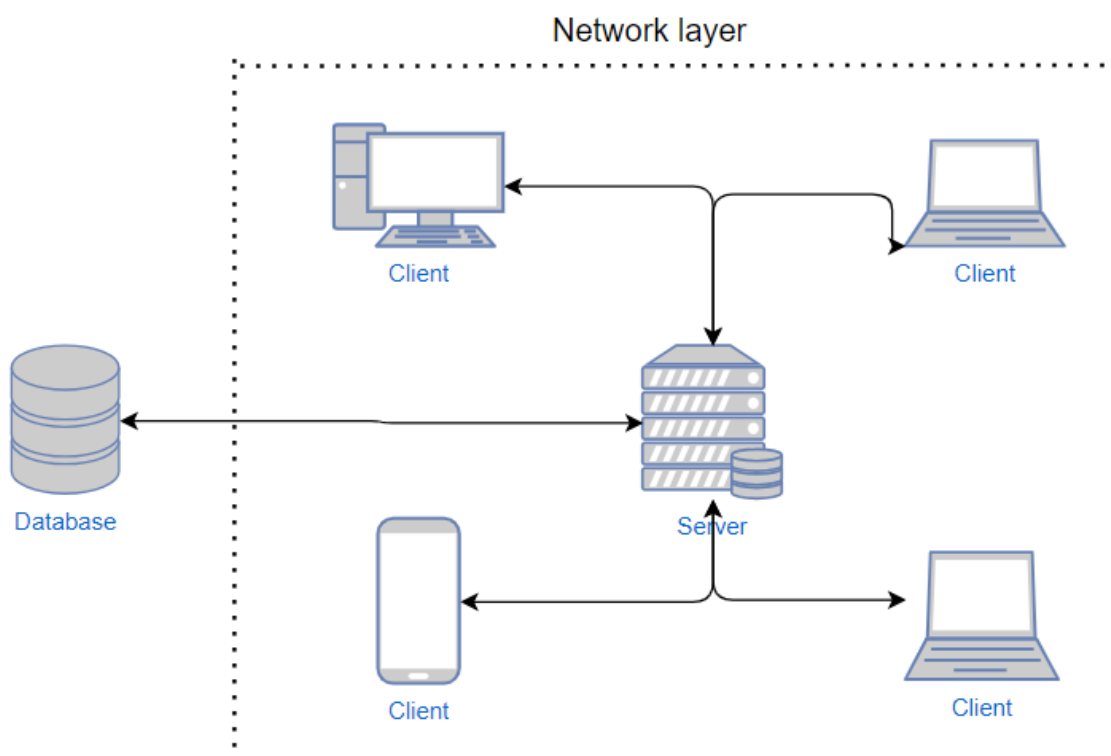 Network layer
Client
Client
Database
Server
Client
Client